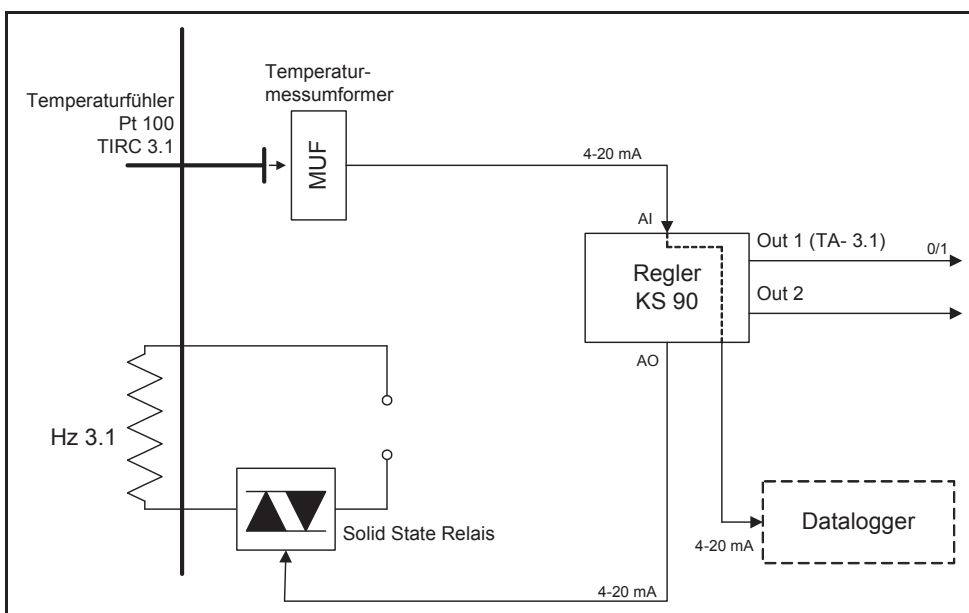 Temperatur-
messumformer
Temperaturfühler
Pt 100
TIRC 3.1
MUF
4-20 mA
AI
Out 1 (TA- 3.1)
0/1
Regler
KS 90
Out 2
AO
Hz 3.1
Solid State Relais
Datalogger
4-20 mA
4-20 mA